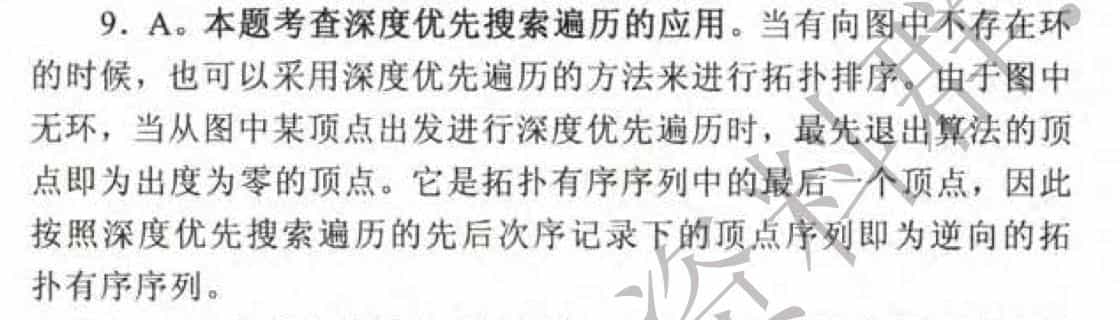 9. A。本题考查深度优先搜索遍历的应用。当有向图中不存在环
的时候，也可以采用深度优先遍历的方法来进行拓扑排序。由于图中
无环，当从图中某顶点出发进行深度优先遍历时，最先退出算法的顶
点即为出度为零的顶点。它是拓扑有序序列中的最后一个顶点，因此
按照深度优先搜索遍历的先后次序记录下的顶点序列即为逆向的拓
扑有序序列。
资料群